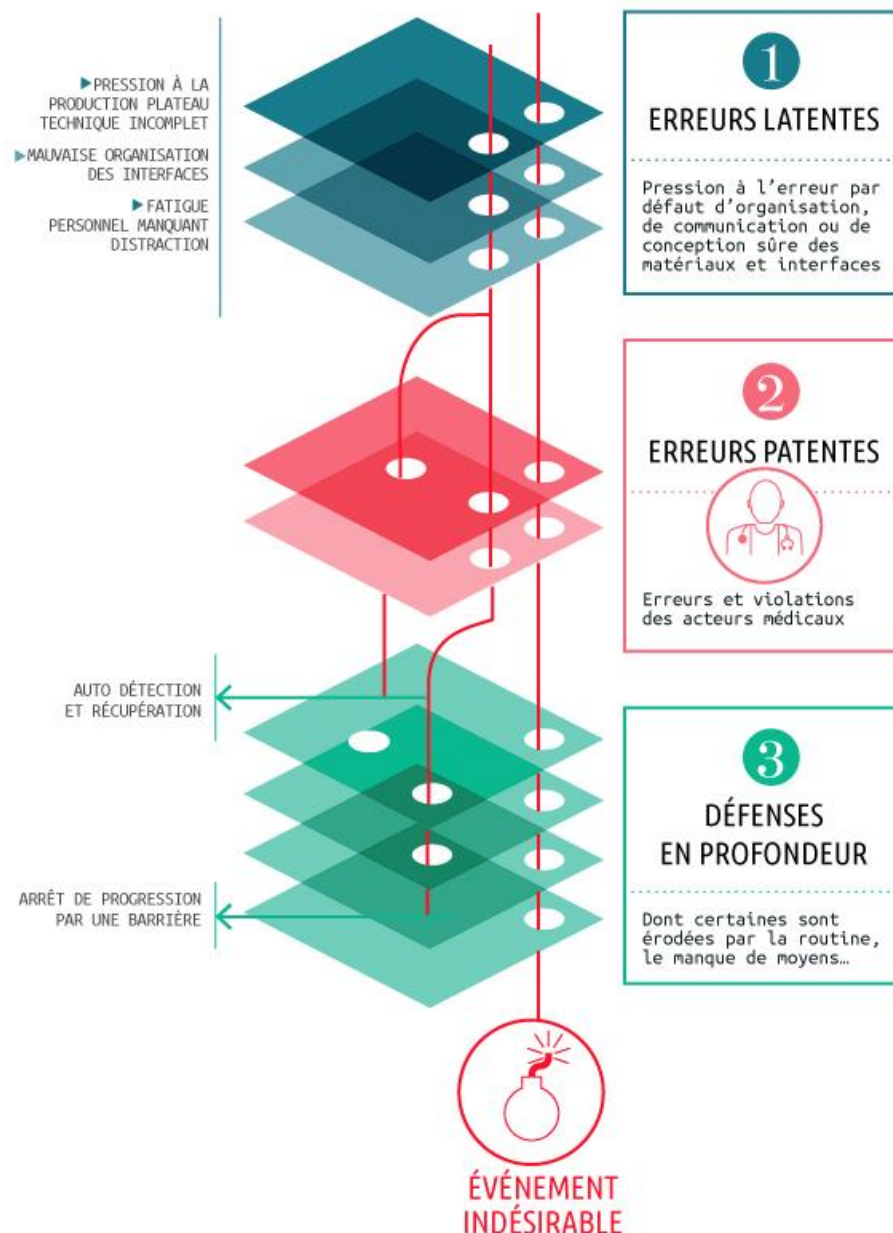 ▶PRESSION À LA
PRODUCTION PLATEAU
TECHNIQUE INCOMPLET
▶MAUVAISE ORGANISATION
DES INTERFACES
▶FATIGUE
PERSONNEL MANQUANT
DISTRACTION
1
ERREURS LATENTES
Pression à l’erreur par
défaut d’organisation,
de communication ou de
conception sûre des
matériaux et interfaces
2
ERREURS PATENTES
Erreurs et violations
des acteurs médicaux
AUTO DÉTECTION
ET RÉCUPÉRATION
ARRÊT DE PROGRESSION
PAR UNE BARRIÈRE
3
DÉFENSES
EN PROFONDEUR
Dont certaines sont
érodées par la routine,
le manque de moyens…
ÉVÉNEMENT
INDÉSIRABLE